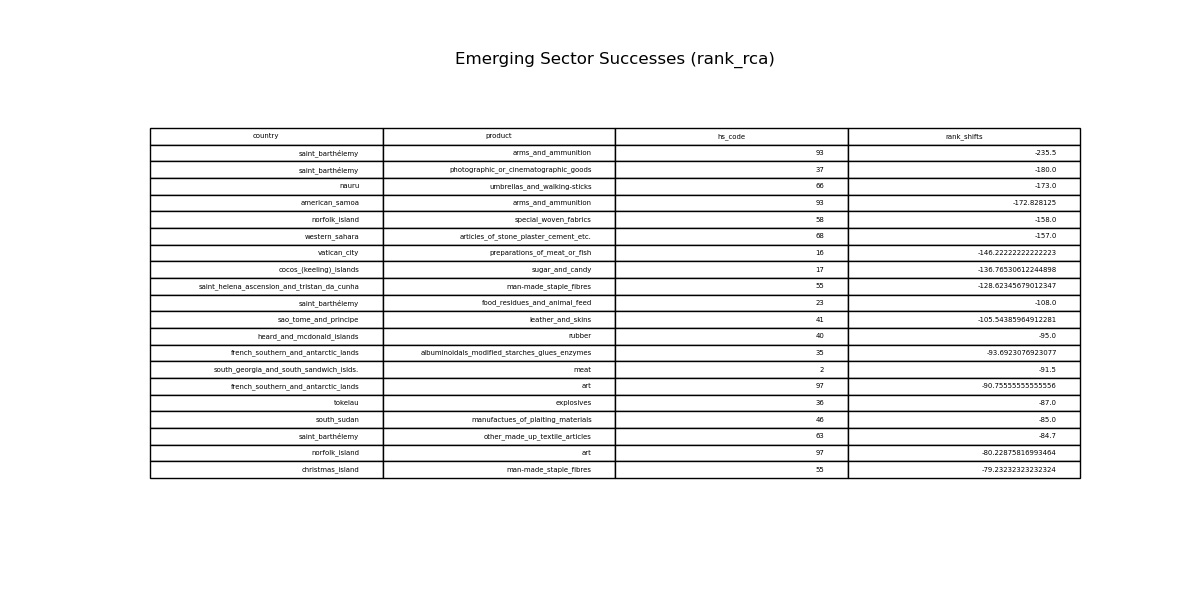 Emerging Sector Successes (rank_rca)
country product hs_code rank_shifts
saint_barthélemy arms_and_ammunition 93 -235.5
saint_barthélemy photographic_or_cinematographic_goods 37 -180.0
nauru umbrellas_and_walking-sticks 66 -173.0
american_samoa arms_and_ammunition 93 -172.828125
norfolk_island special_woven_fabrics 58 -158.0
western_sahara articles_of_stone_plaster_cement_etc. 68 -157.0
vatican_city preparations_of_meat_or_fish 16 -146.22222222222223
cocos_(keeling)_islands sugar_and_candy 17 -136.76530612244898
saint_helena_ascension_and_tristan_da_cunha man-made_staple_fibres 55 -128.62345679012347
saint_barthélemy food_residues_and_animal_feed 23 -108.0
sao_tome_and_principe leather_and_skins 41 -105.54385964912281
heard_and_mcdonald_islands rubber 40 -95.0
french_southern_and_antarctic_lands albuminoidals_modified_starches_glues_enzymes 35 -93.6923076923077
south_georgia_and_south_sandwich_islds. meat 2 -91.5
french_southern_and_antarctic_lands art 97 -90.75555555555556
tokelau explosives 36 -87.0
south_sudan manufactues_of_plaiting_materials 46 -85.0
saint_barthélemy other_made_up_textile_articles 63 -84.7
norfolk_island art 97 -80.22875816993464
christmas_island man-made_staple_fibres 55 -79.23232323232324